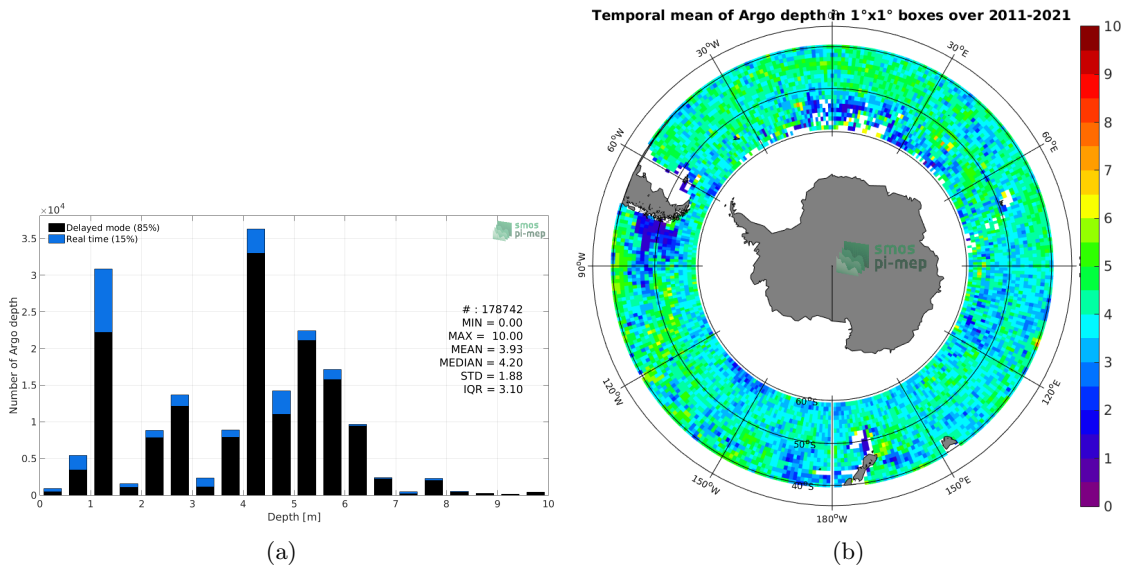 ×10⁴
3.5
3
2.5
2
1.5
1
0.5
0
Number of Argo depth
Delayed mode (85%)
Real time (15%)
smos
pi-mep
# : 178742
MIN = 0.00
MAX = 10.00
MEAN = 3.93
MEDIAN = 4.20
STD = 1.88
IQR = 3.10
0 1 2 3 4 5 6 7 8 9 10
Depth [m]
(a)
Temporal mean of Argo depth in 1°x1° boxes over 2011-2021
30°W
30°E
60°W
60°E
90°W
120°W
120°E
150°W
150°E
180°W
60°S
50°S
40°S
smos
pi-mep
10
9
8
7
6
5
4
3
2
1
0
(b)